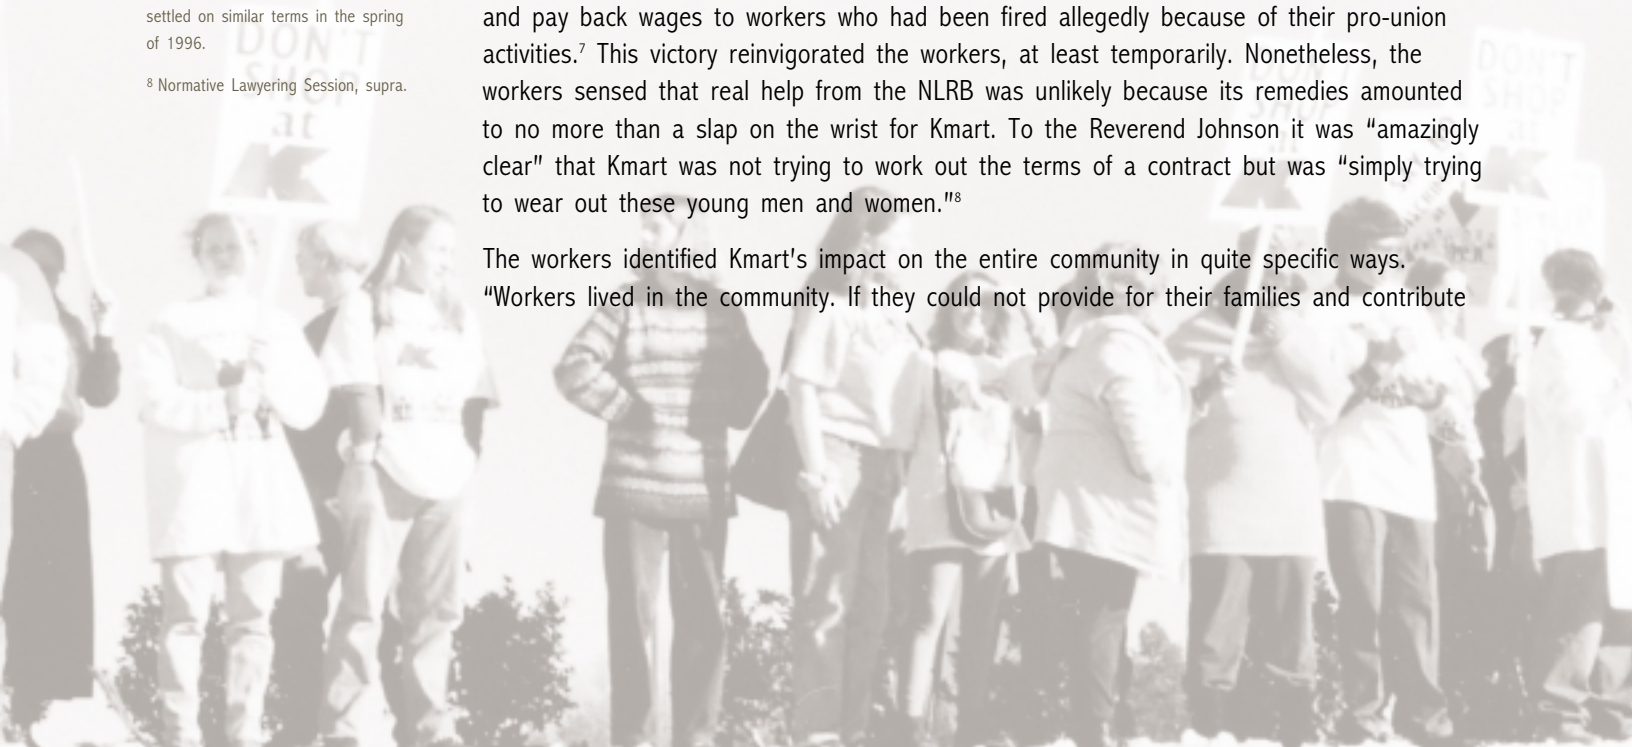 settled on similar terms in the spring
of 1996.
⁸ Normative Lawyering Session, supra.
and pay back wages to workers who had been fired allegedly because of their pro-union
activities.⁷ This victory reinvigorated the workers, at least temporarily. Nonetheless, the
workers sensed that real help from the NLRB was unlikely because its remedies amounted
to no more than a slap on the wrist for Kmart. To the Reverend Johnson it was “amazingly
clear” that Kmart was not trying to work out the terms of a contract but was “simply trying
to wear out these young men and women.”⁸
The workers identified Kmart's impact on the entire community in quite specific ways.
“Workers lived in the community. If they could not provide for their families and contribute
DON'T
SHOP
at
K
DON'T
SHOP
at
K
DON'T
SHOP
at
K